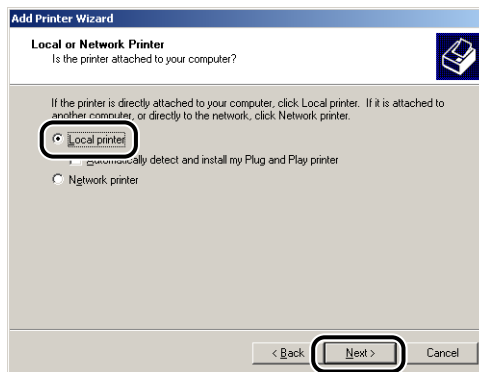 Add Printer Wizard
Local or Network Printer
Is the printer attached to your computer?
If the printer is directly attached to your computer, click Local printer. If it is attached to
another computer, or directly to the network, click Network printer.
Local printer
Automatically detect and install my Plug and Play printer
Network printer
< Back
Next >
Cancel